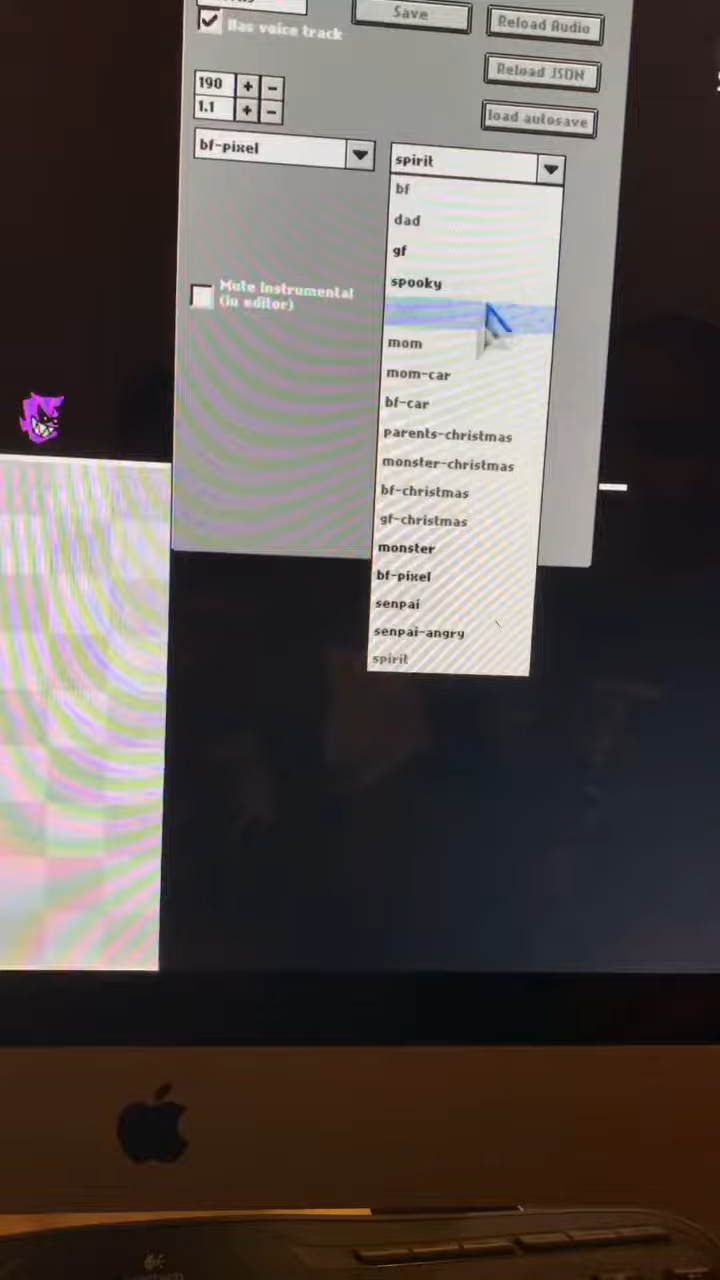 Save
Reload Audio
Has voice track
Reload JSON
190 + -
1.1 + -
load autosave
bf-pixel
spirit
bf
dad
gf
spooky
Mute Instrumental
(in editor)
mom
mom-car
bf-car
parents-christmas
monster-christmas
bf-christmas
gf-christmas
monster
bf-pixel
senpai
senpai-angry
spirit